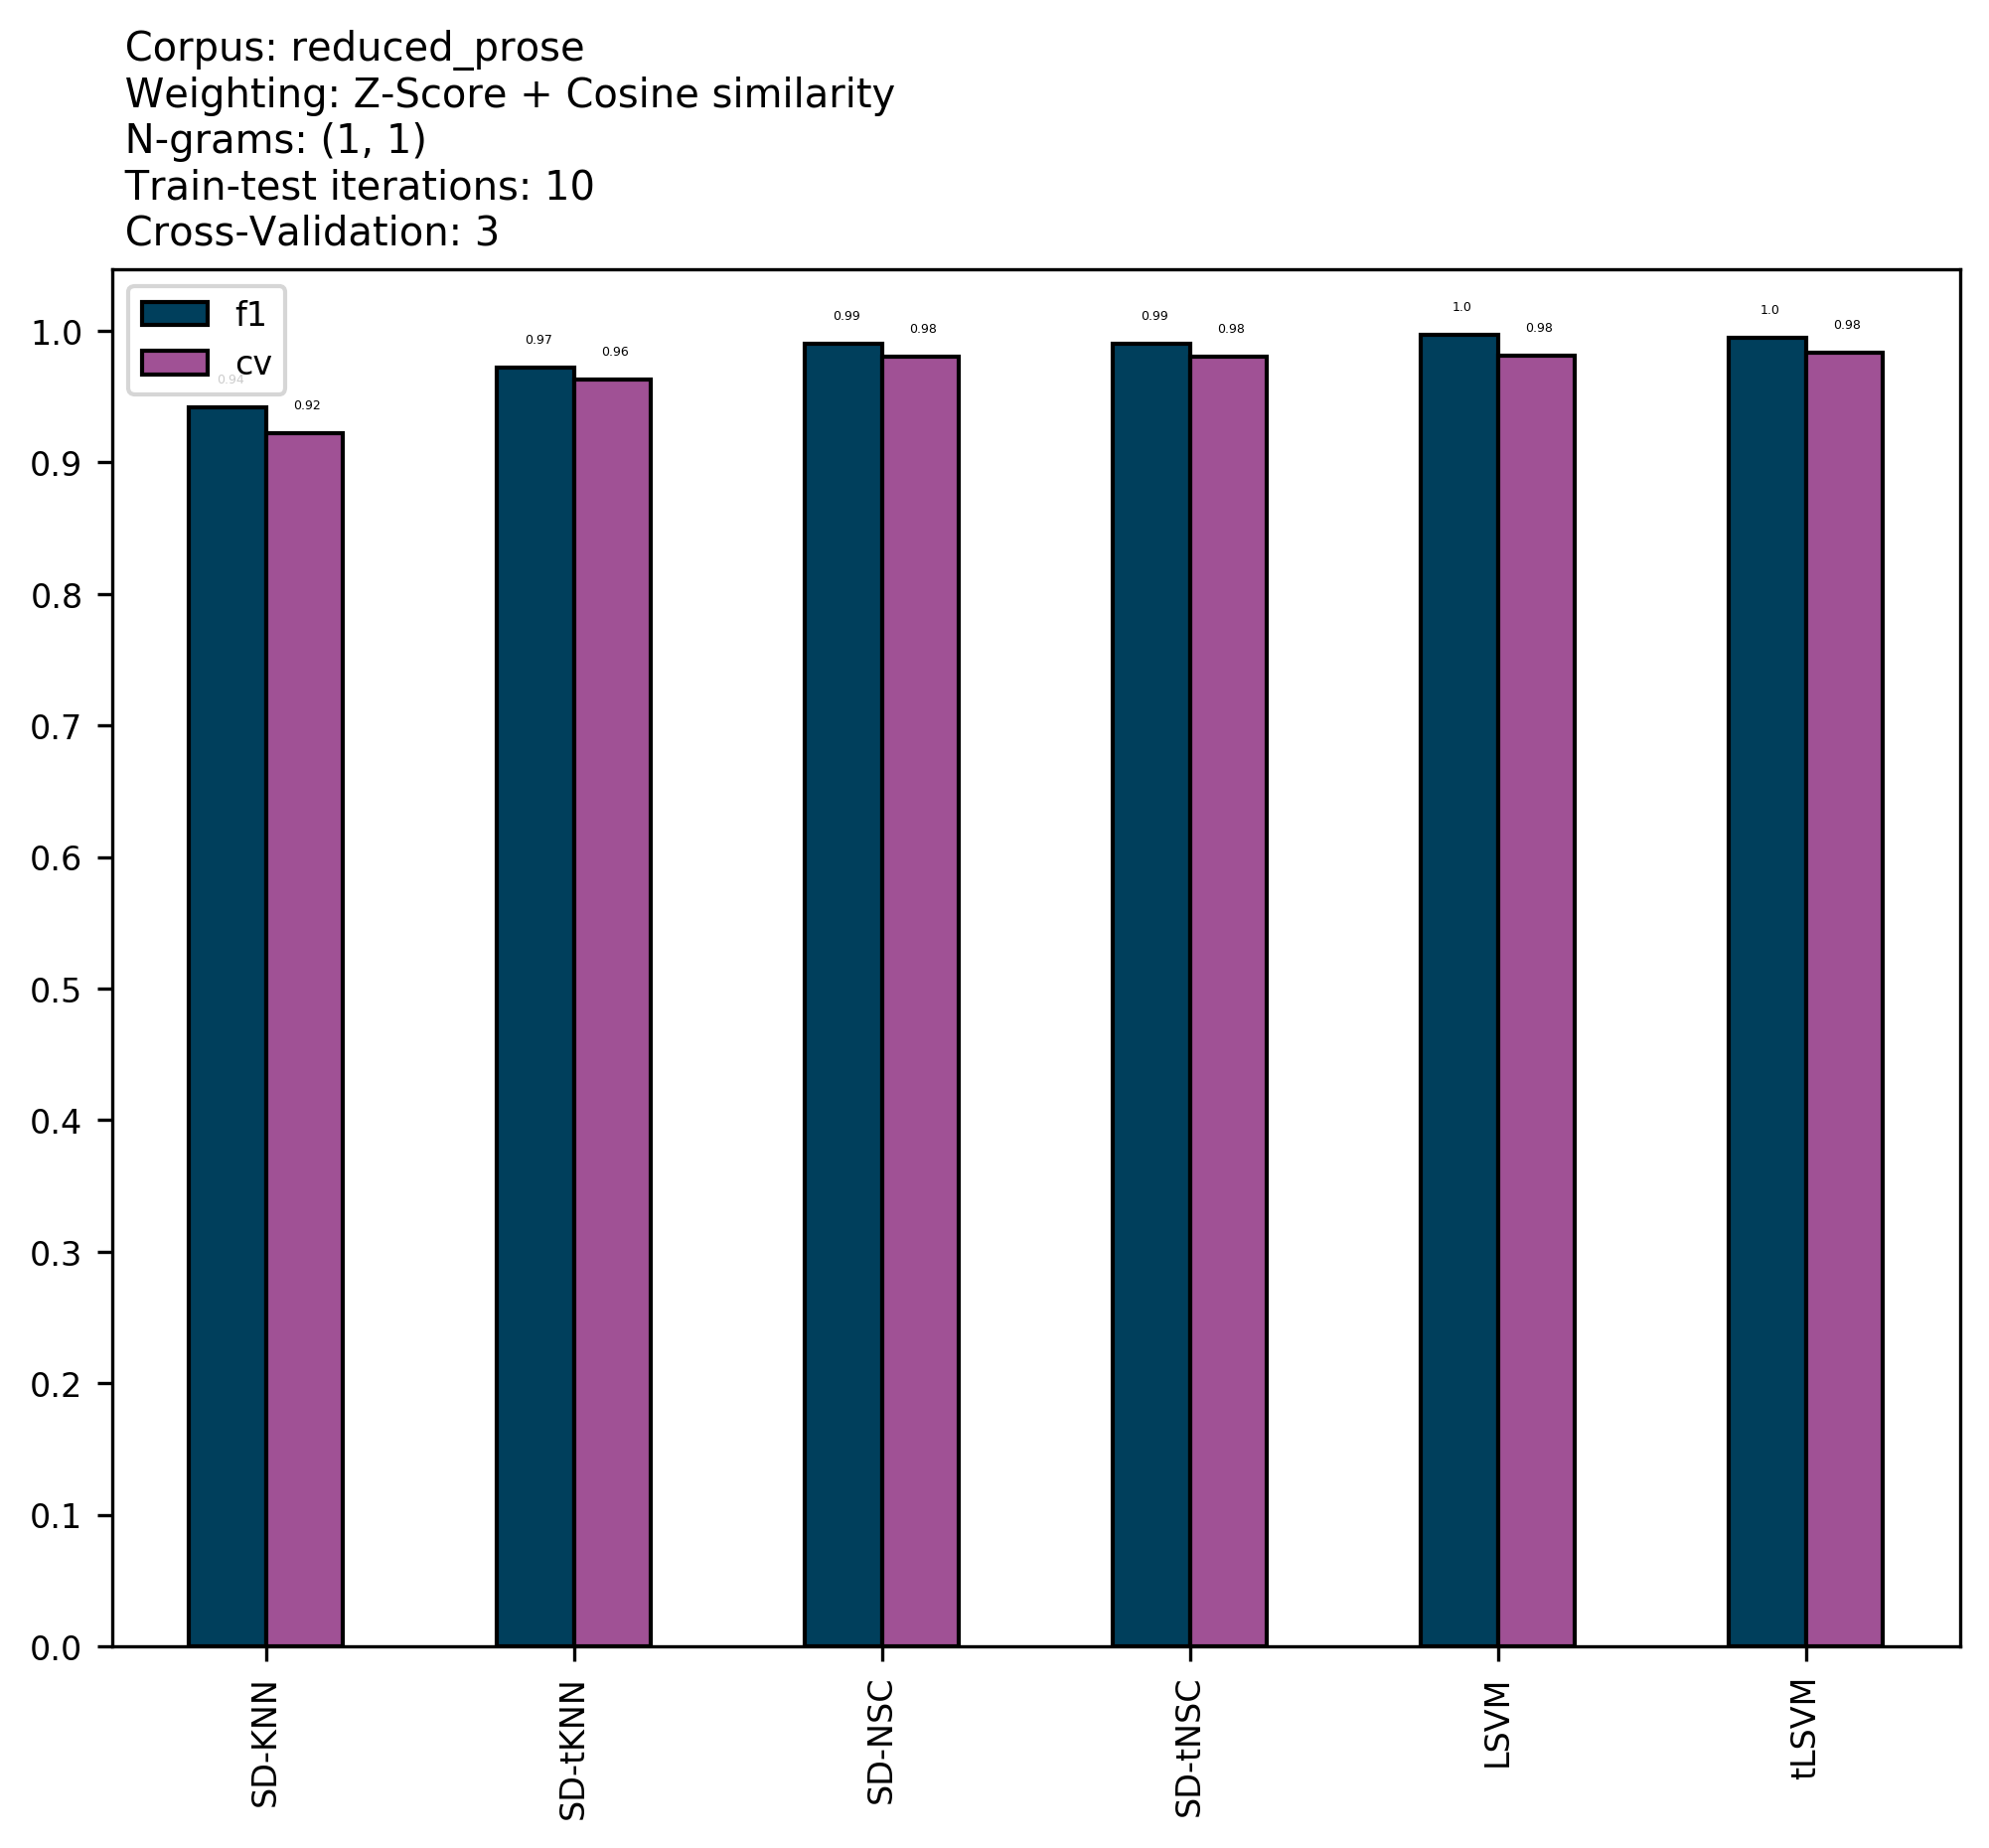 Corpus: reduced_prose
Weighting: Z-Score + Cosine similarity
N-grams: (1, 1)
Train-test iterations: 10
Cross-Validation: 3
f1
cv
0.94
0.92
0.97
0.96
0.99
0.98
0.99
0.98
1.0
0.98
1.0
0.98
1.0
0.9
0.8
0.7
0.6
0.5
0.4
0.3
0.2
0.1
0.0
SD-KNN
SD-tKNN
SD-NSC
SD-tNSC
LSVM
tLSVM